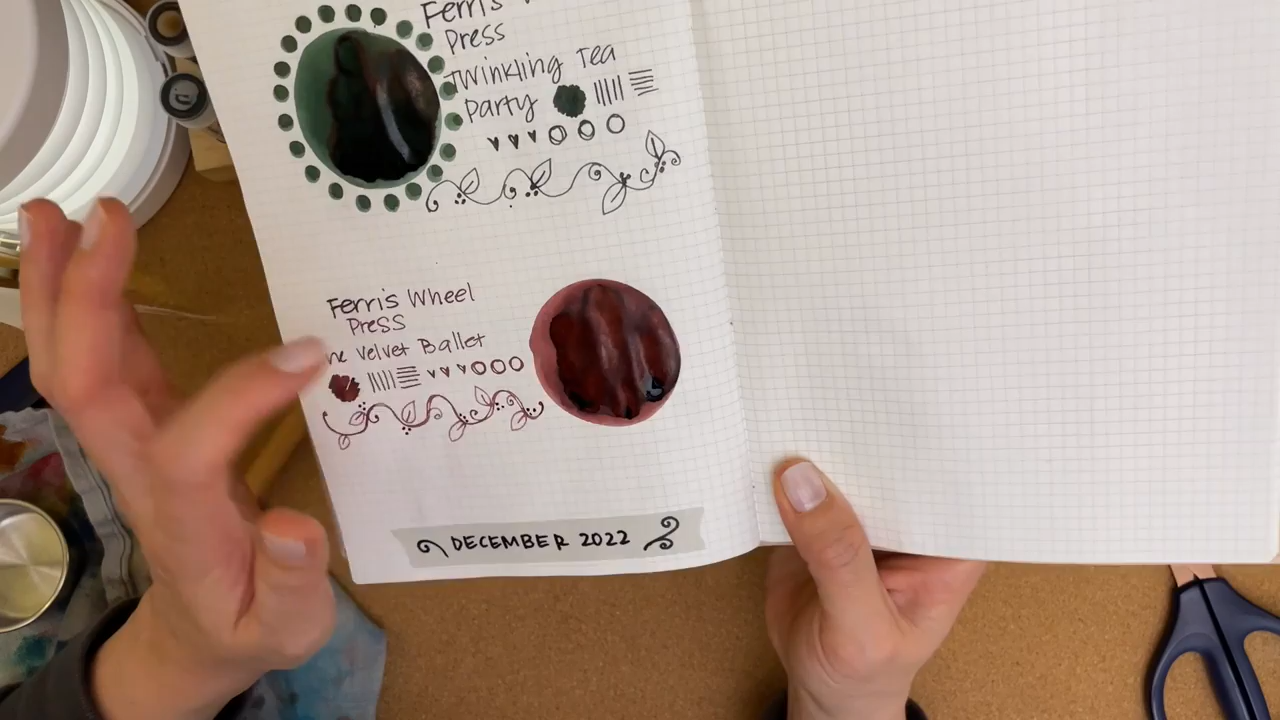 Ferris
Press
Twinkling Tea
Party
Ferris Wheel
Press
Velvet Ballet
DECEMBER 2022